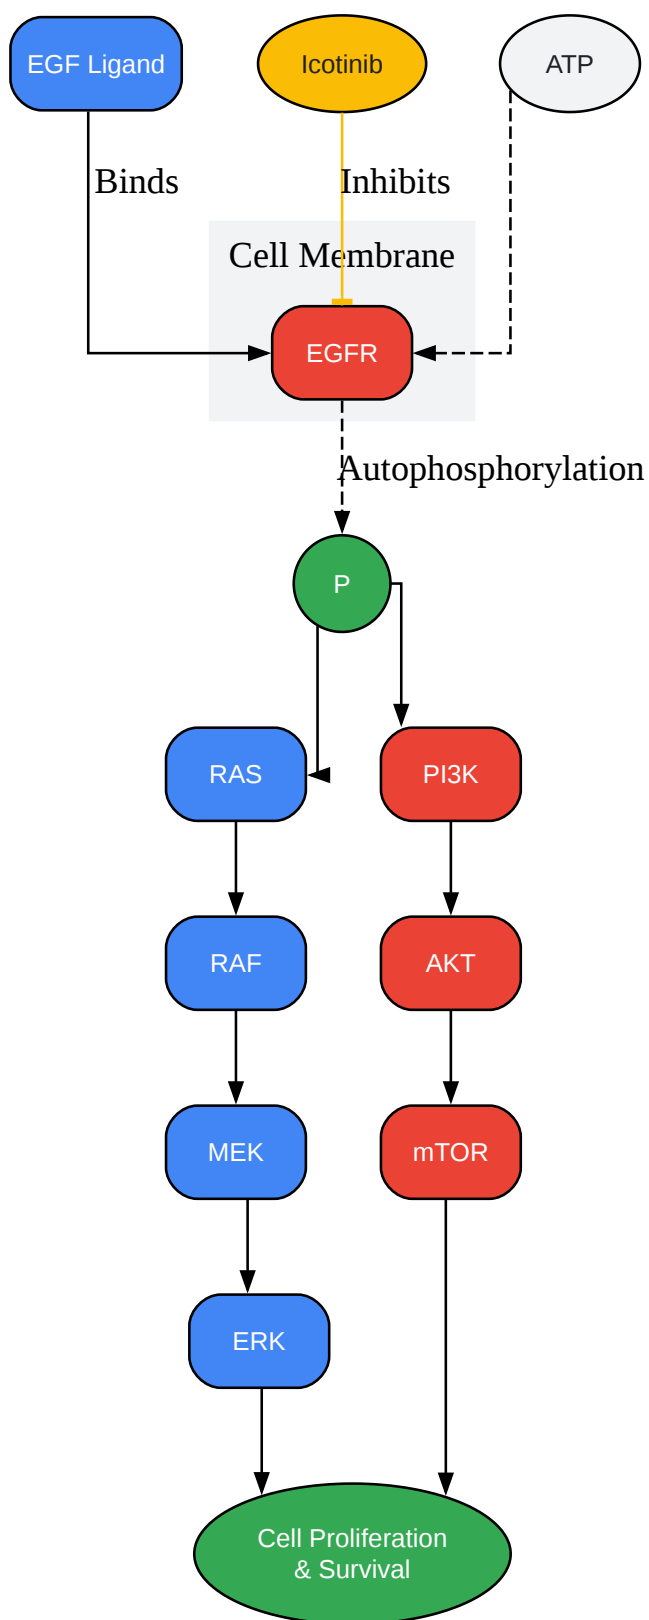 EGF Ligand
Icotinib
ATP
Binds
Inhibits
Cell Membrane
EGFR
Autophosphorylation
P
RAS
PI3K
RAF
AKT
MEK
mTOR
ERK
Cell Proliferation
& Survival